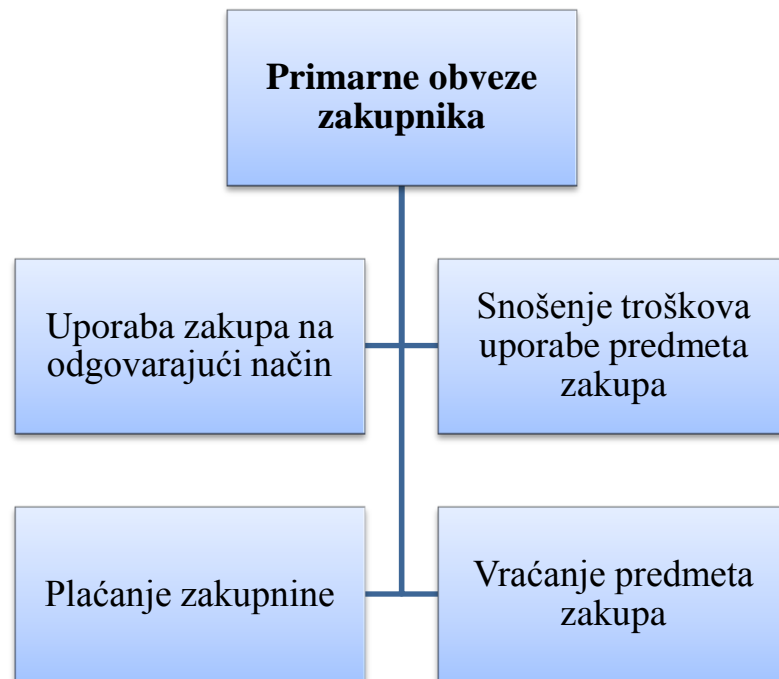 Primarne obveze
zakupnika
Uporaba zakupa na
odgovarajući način
Snošenje troškova
uporabe predmeta
zakupa
Plaćanje zakupnine
Vraćanje predmeta
zakupa